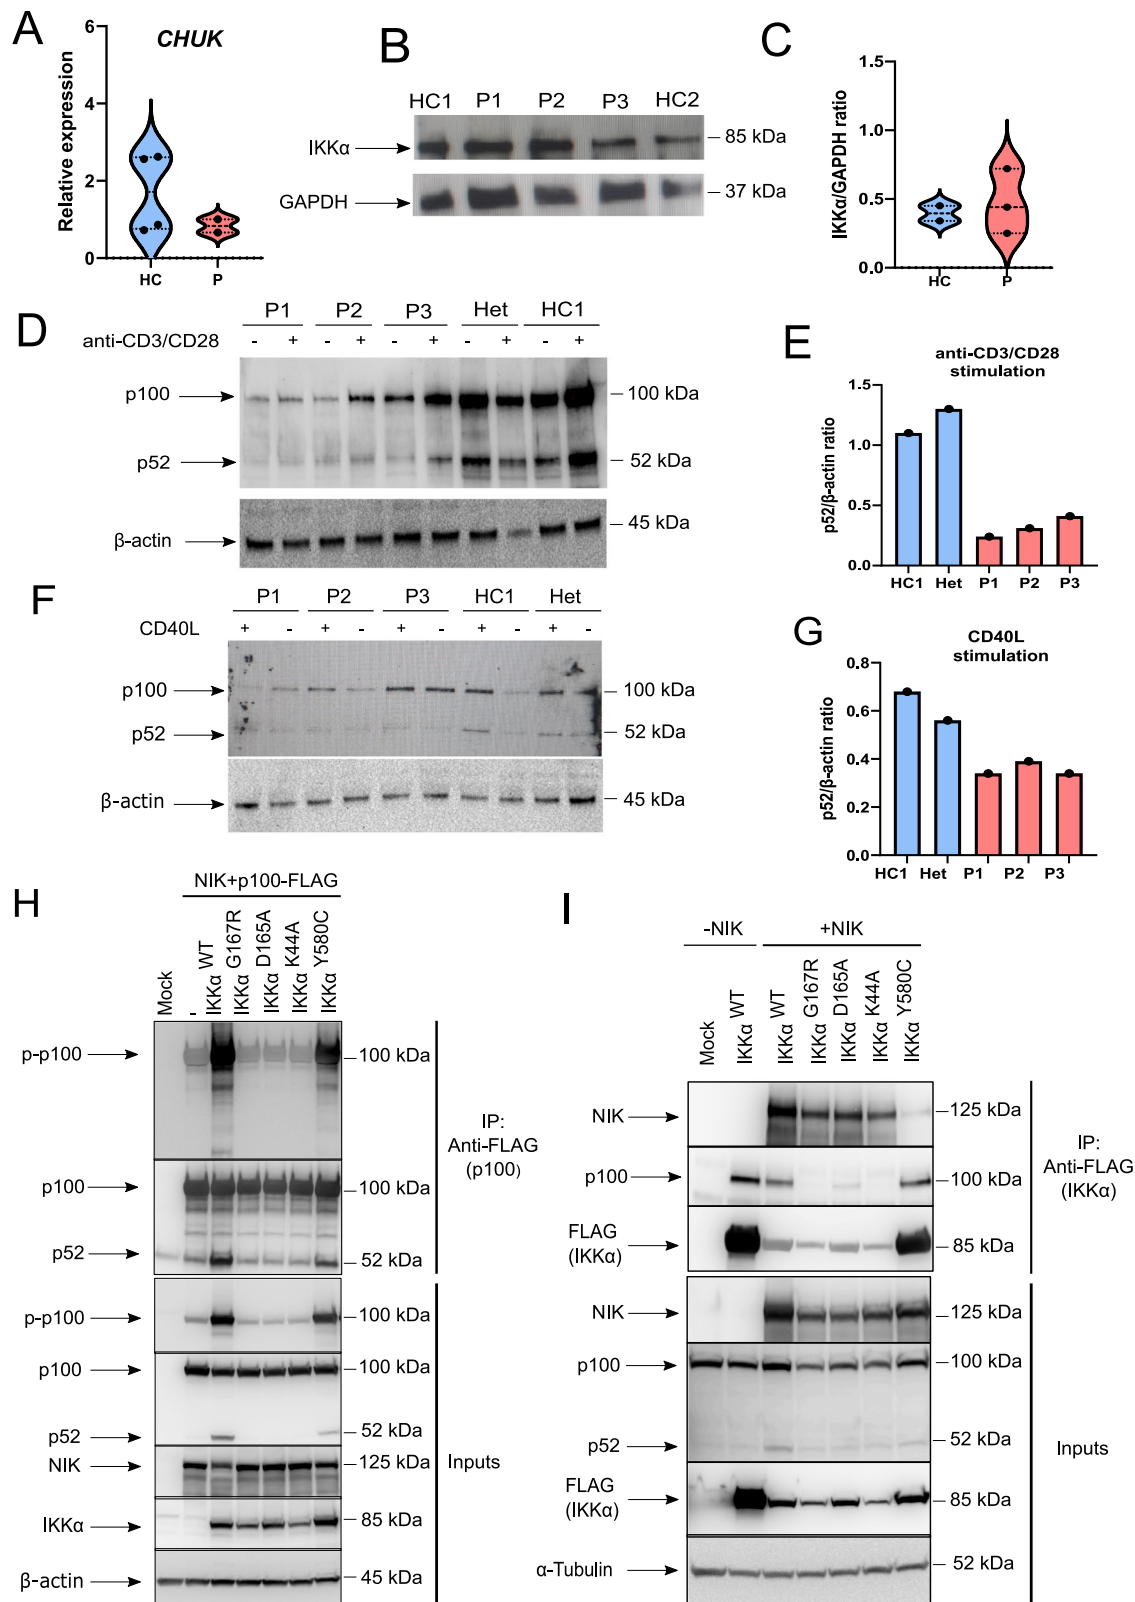 A
CHUK
Relative expression
6
4
2
0
HC
P
B
HC1 P1 P2 P3 HC2
IKKα
85 kDa
GAPDH
37 kDa
C
IKKα/GAPDH ratio
1.5
1.0
0.5
0.0
HC
P
D
P1 P2 P3 Het HC1
anti-CD3/CD28 - + - + - + - + - +
p100
100 kDa
p52
52 kDa
β-actin
45 kDa
E
anti-CD3/CD28
stimulation
p52/β-actin ratio
1.5
1.0
0.5
0.0
HC1 Het P1 P2 P3
F
P1 P2 P3 HC1 Het
CD40L + - + - + - + - + -
p100
100 kDa
p52
52 kDa
β-actin
45 kDa
G
CD40L
stimulation
p52/β-actin ratio
0.8
0.6
0.4
0.2
0.0
HC1 Het P1 P2 P3
H
NIK+p100-FLAG
Mock
-
IKKα WT
IKKα G167R
IKKα D165A
IKKα K44A
IKKα Y580C
p-p100
100 kDa
p100
100 kDa
p52
52 kDa
IP:
Anti-FLAG
(p100)
p-p100
100 kDa
p100
100 kDa
p52
52 kDa
NIK
125 kDa
IKKα
85 kDa
β-actin
45 kDa
Inputs
I
-NIK +NIK
Mock
IKKα WT
IKKα WT
IKKα G167R
IKKα D165A
IKKα K44A
IKKα Y580C
NIK
125 kDa
p100
100 kDa
FLAG
(IKKα)
85 kDa
IP:
Anti-FLAG
(IKKα)
NIK
125 kDa
p100
100 kDa
p52
52 kDa
FLAG
(IKKα)
85 kDa
α-Tubulin
52 kDa
Inputs